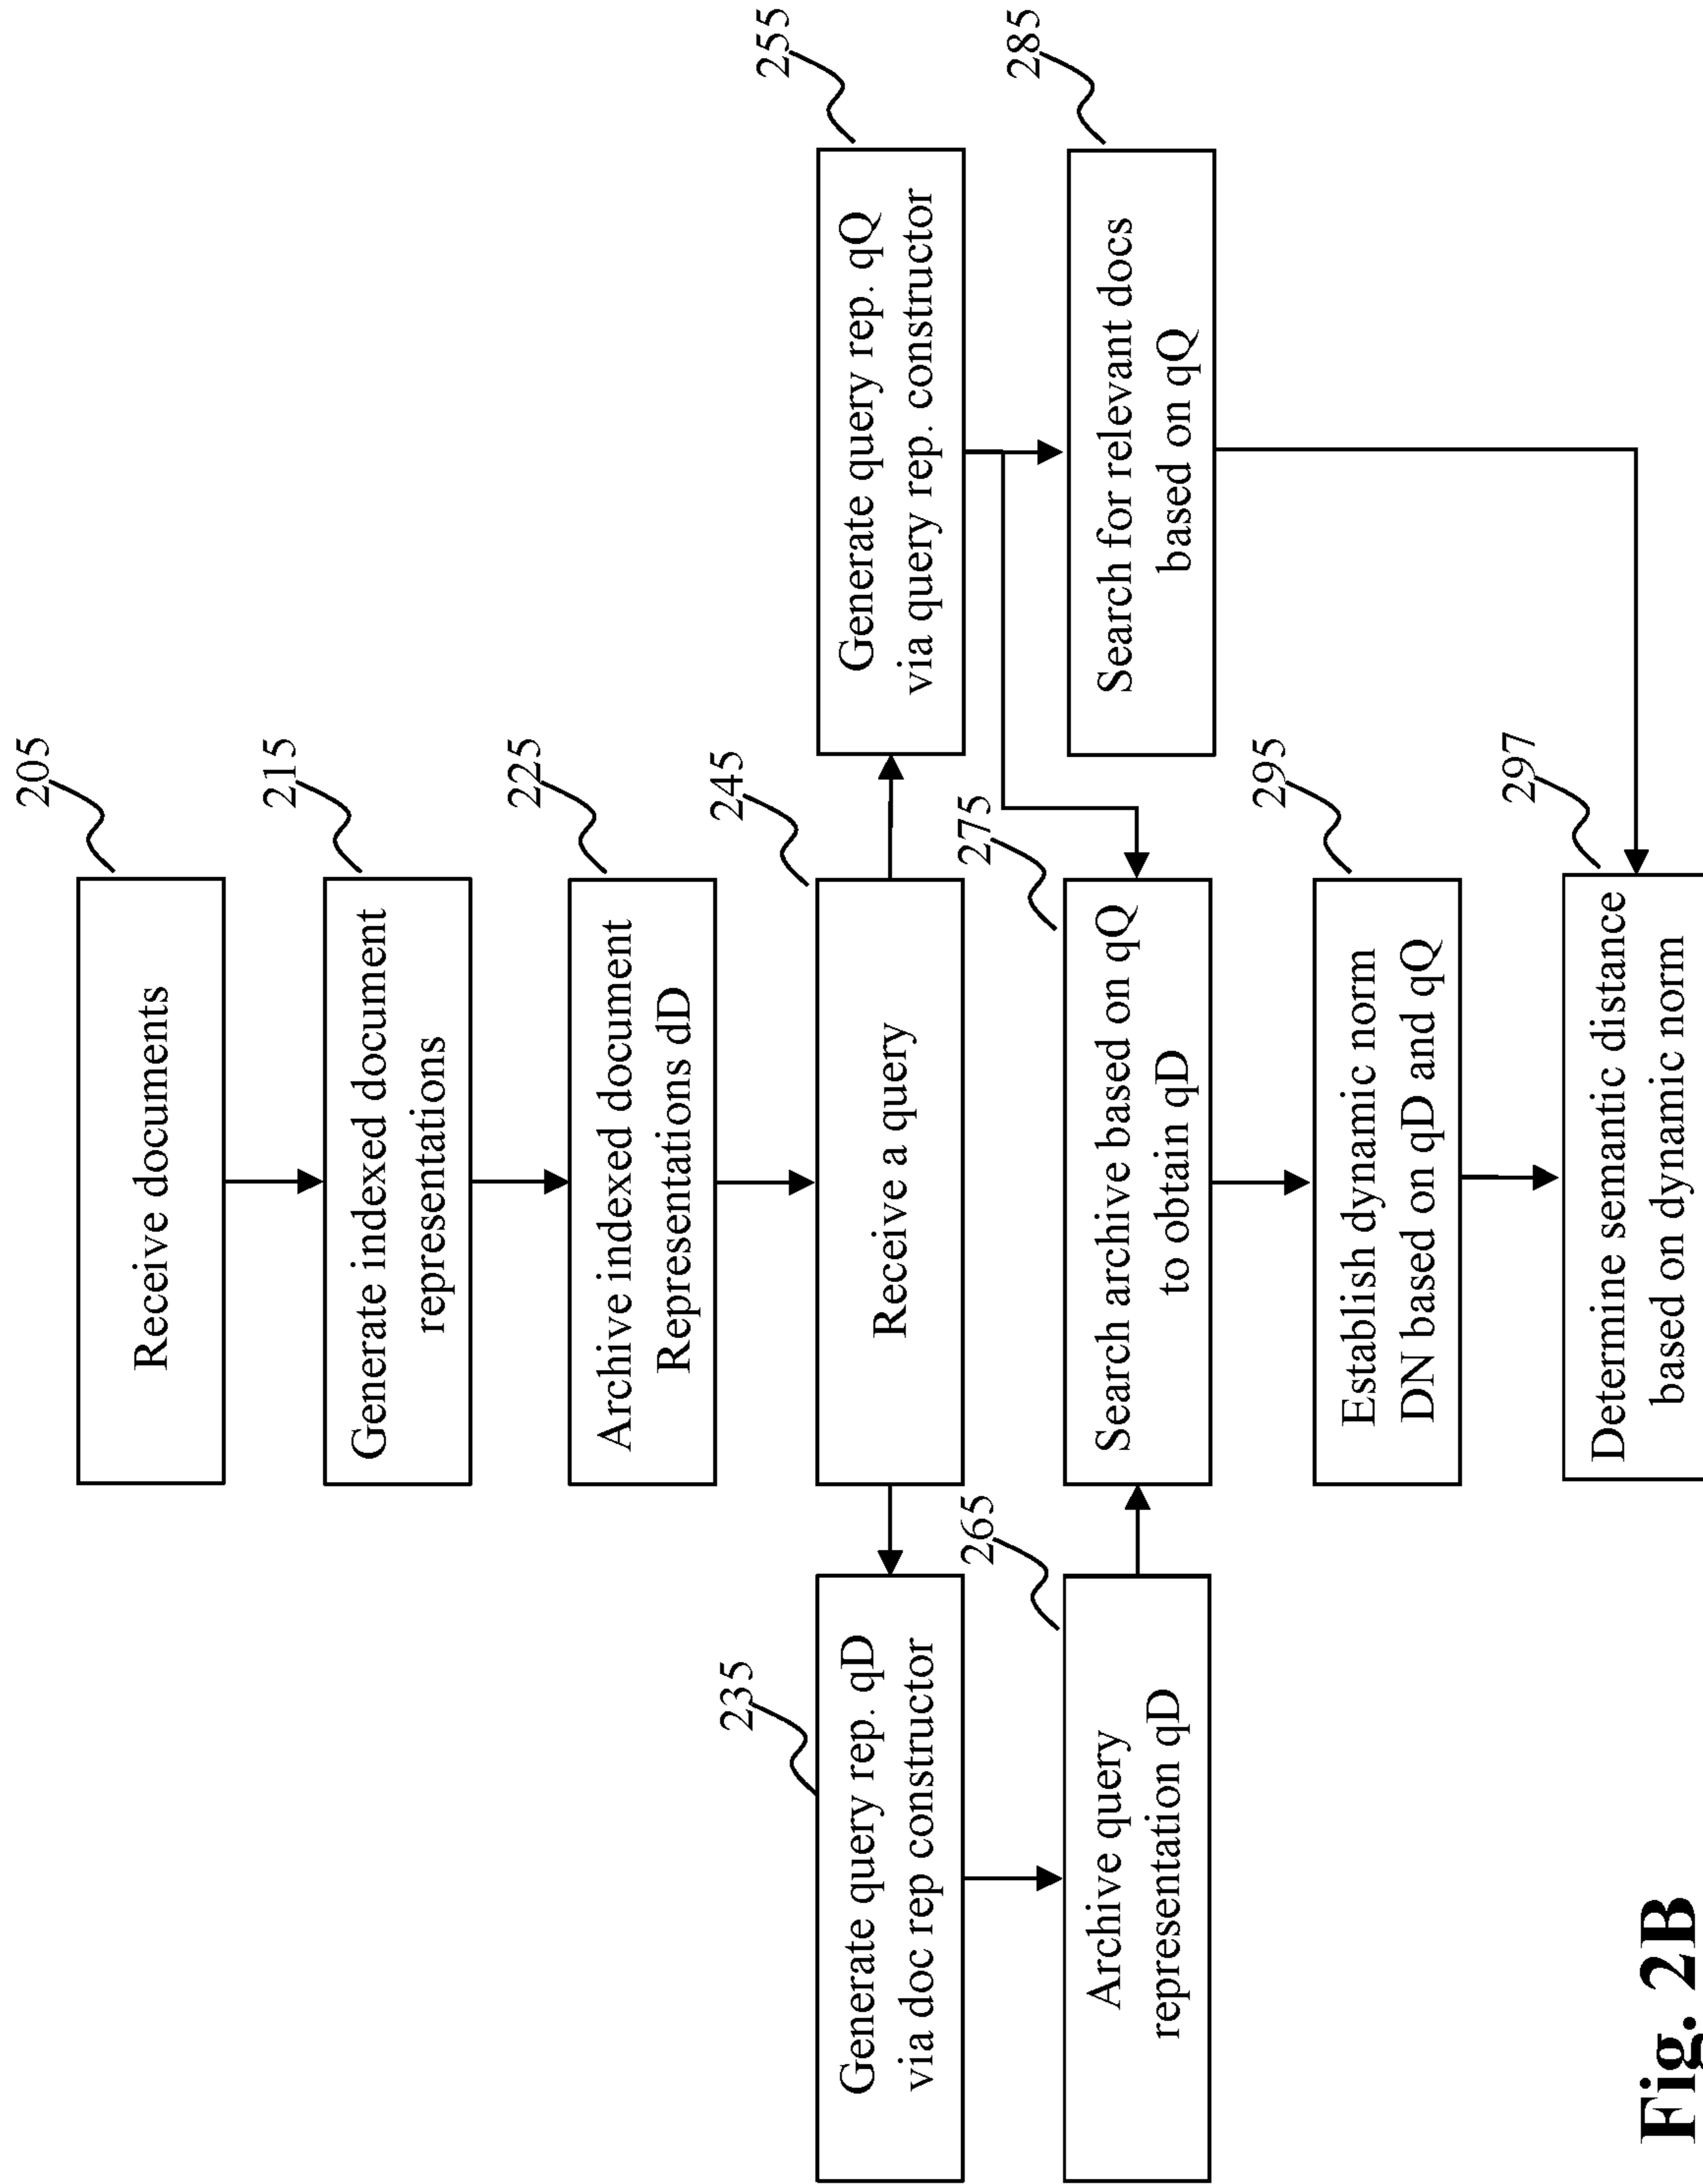 205
Receive documents
215
Generate indexed document
representations
225
Archive indexed document
Representations dD
245
Receive a query
235
Generate query rep. qD
via doc rep constructor
255
Generate query rep. qQ
via query rep. constructor
265
Archive query
representation qD
275
Search archive based on qQ
to obtain qD
285
Search for relevant docs
based on qQ
295
Establish dynamic norm
DN based on qD and qQ
297
Determine semantic distance
based on dynamic norm
Fig. 2B